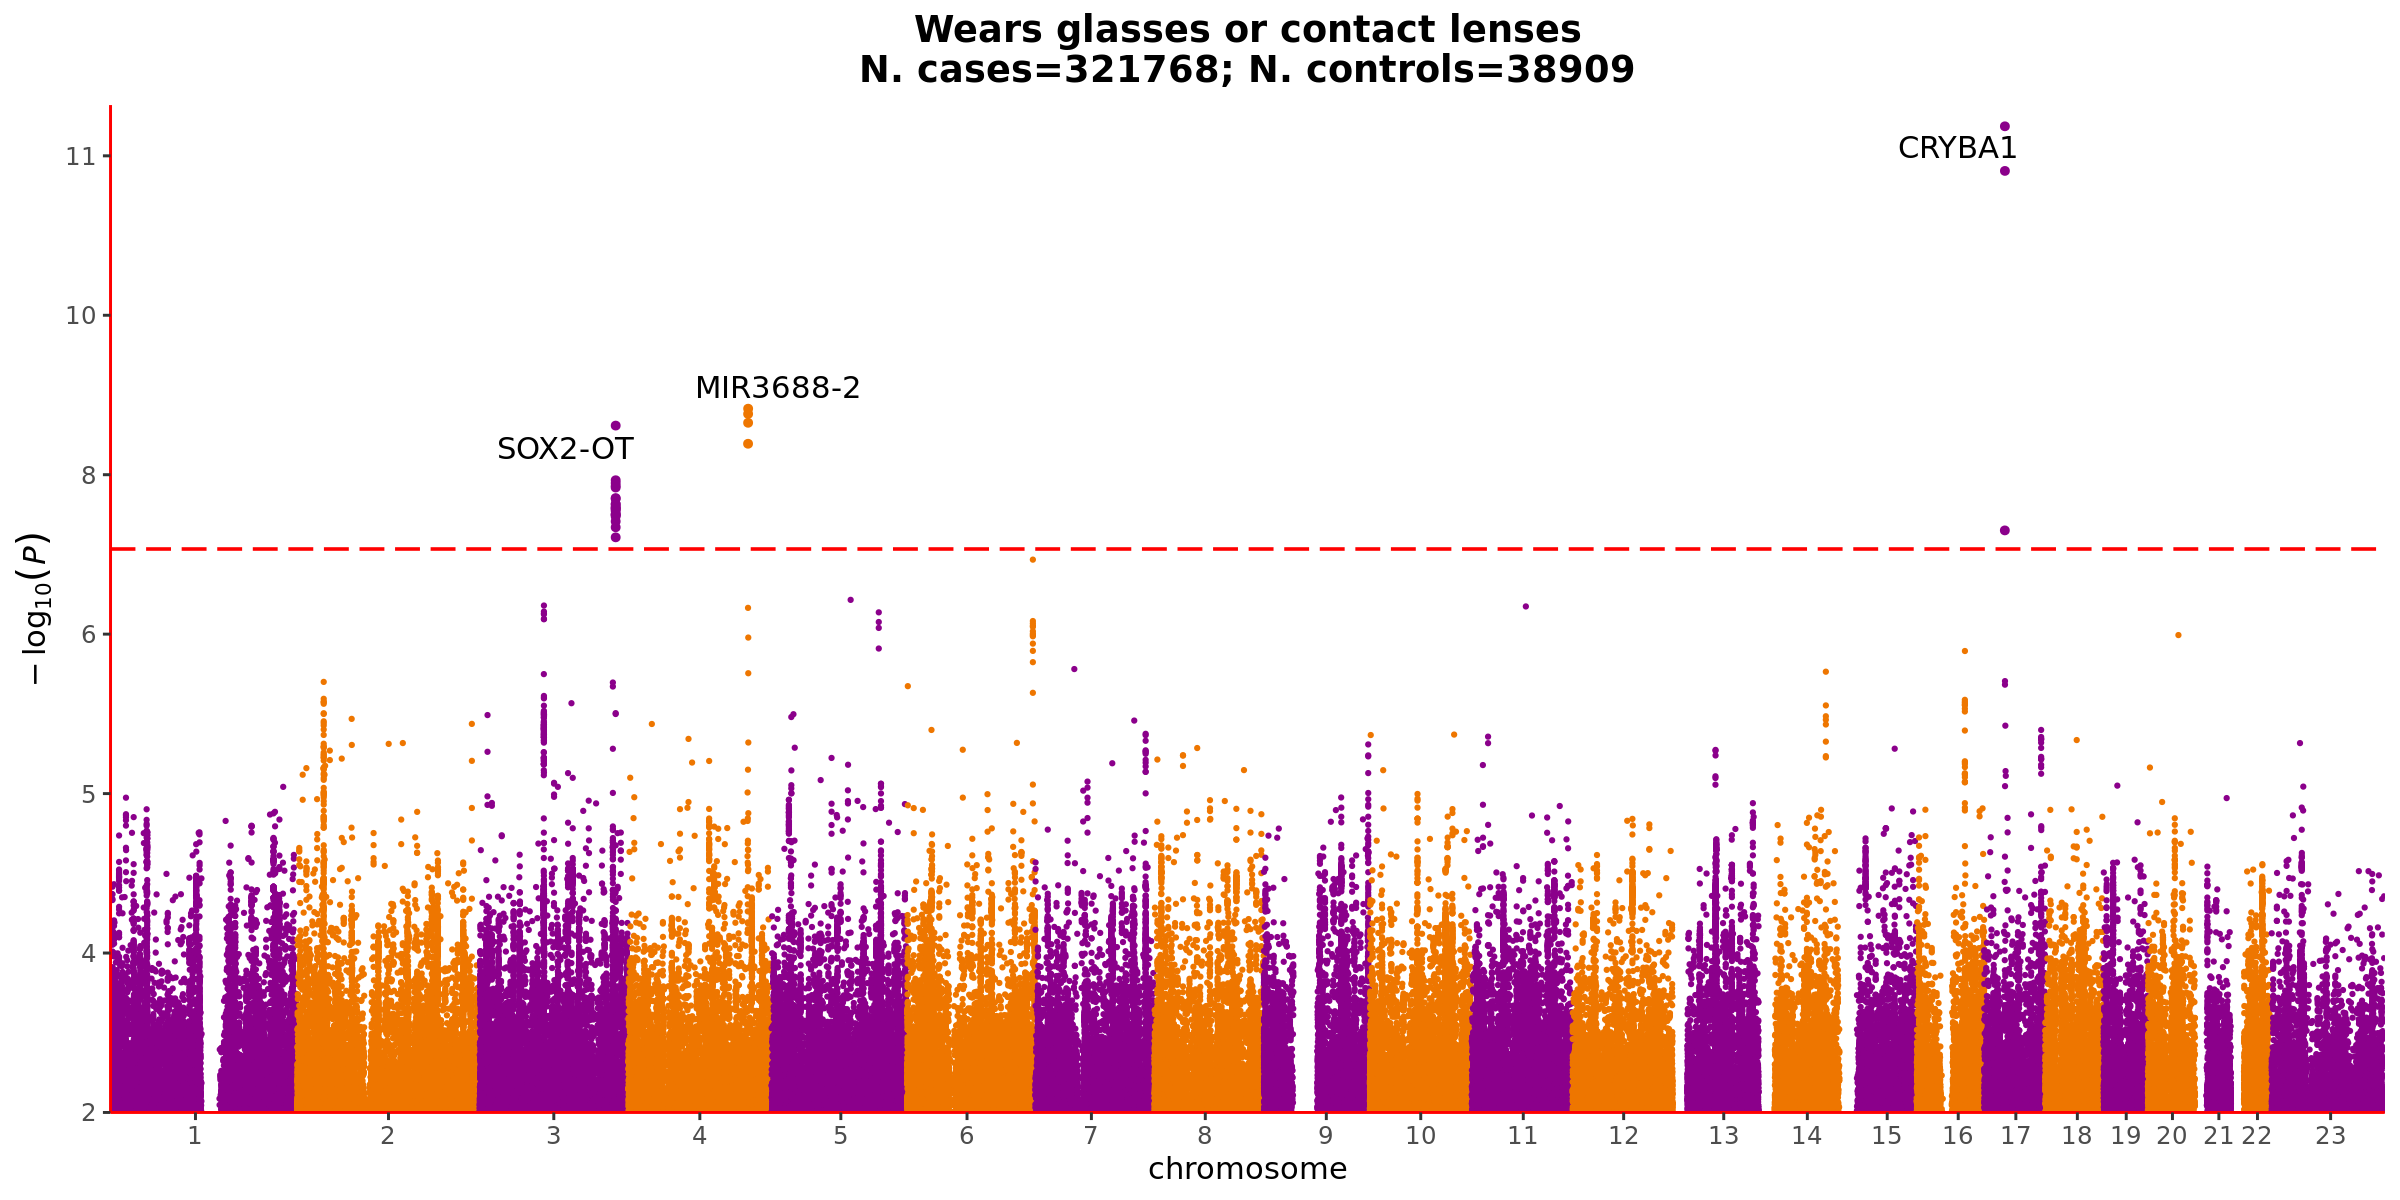 Wears glasses or contact lenses
N. cases=321768; N. controls=38909
11
10
8
6
5
4
2
−log10(P)
CRYBA1
MIR3688-2
SOX2-OT
1 2 3 4 5 6 7 8 9 10 11 12 13 14 15 16 17 18 19 20 21 22 23
chromosome